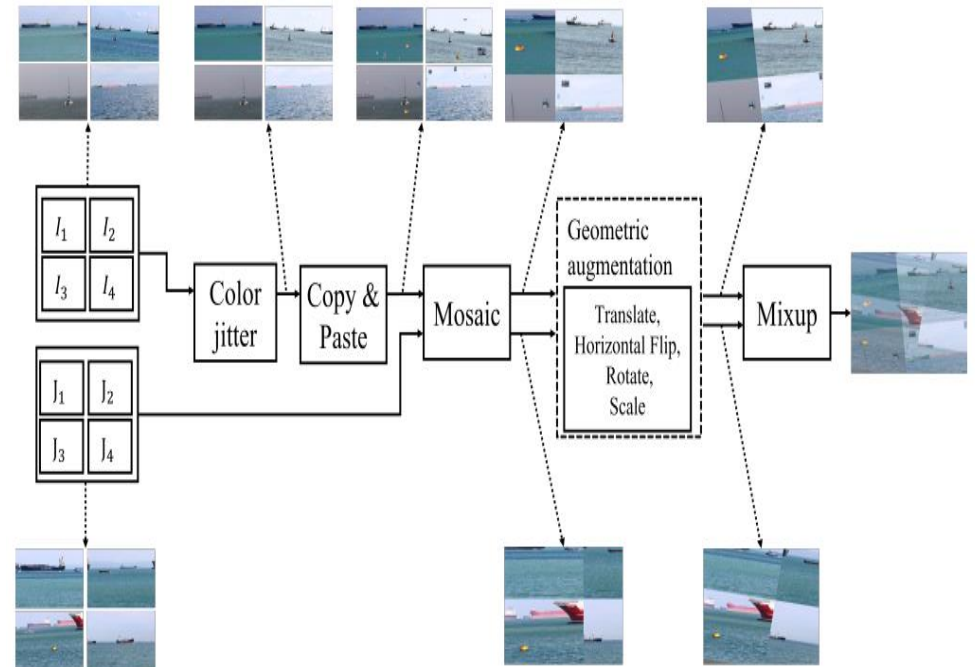 I₁ I₂
I₃ I₄
J₁ J₂
J₃ J₄
Color
jitter
Copy &
Paste
Mosaic
Geometric
augmentation
Translate,
Horizontal Flip,
Rotate,
Scale
Mixup